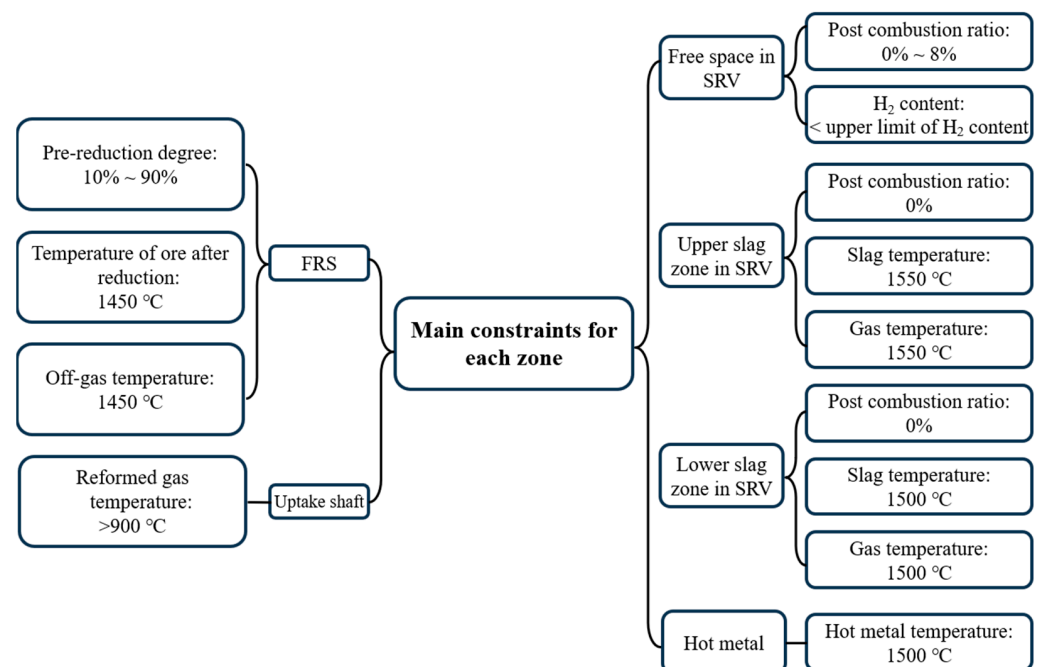 Pre-reduction degree:
10% ~ 90%
Temperature of ore after
reduction:
1450 ℃
Off-gas temperature:
1450 ℃
Reformed gas
temperature:
>900 ℃
FRS
Uptake shaft
Main constraints for
each zone
Free space in
SRV
Post combustion ratio:
0% ~ 8%
H₂ content:
< upper limit of H₂ content
Upper slag
zone in SRV
Post combustion ratio:
0%
Slag temperature:
1550 ℃
Gas temperature:
1550 ℃
Lower slag
zone in SRV
Post combustion ratio:
0%
Slag temperature:
1500 ℃
Gas temperature:
1500 ℃
Hot metal
Hot metal temperature:
1500 ℃